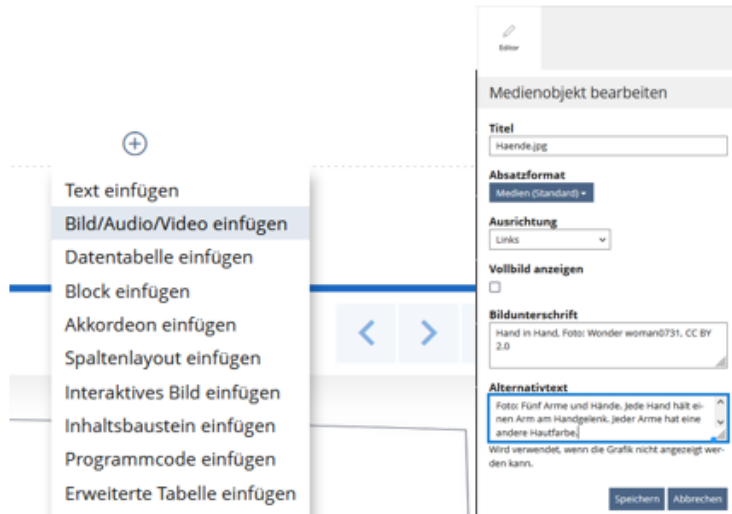 Text einfügen
Bild/Audio/Video einfügen
Datentabelle einfügen
Block einfügen
Akkordeon einfügen
Spaltenlayout einfügen
Interaktives Bild einfügen
Inhaltsbaustein einfügen
Programmcode einfügen
Erweiterte Tabelle einfügen
Editor
Medienobjekt bearbeiten
Titel
Haende.jpg
Absatzformat
Medien (Standard)
Ausrichtung
Links
Vollbild anzeigen
Bildunterschrift
Hand in Hand, Foto: Wonder woman0731, CC BY
2.0
Alternativtext
Foto: Fünf Arme und Hände. Jede Hand hält ei-
nen Arm am Handgelenk. Jeder Arme hat eine
andere Hautfarbe.
Wird verwendet, wenn die Grafik nicht angezeigt wer-
den kann.
Speichern Abbrechen